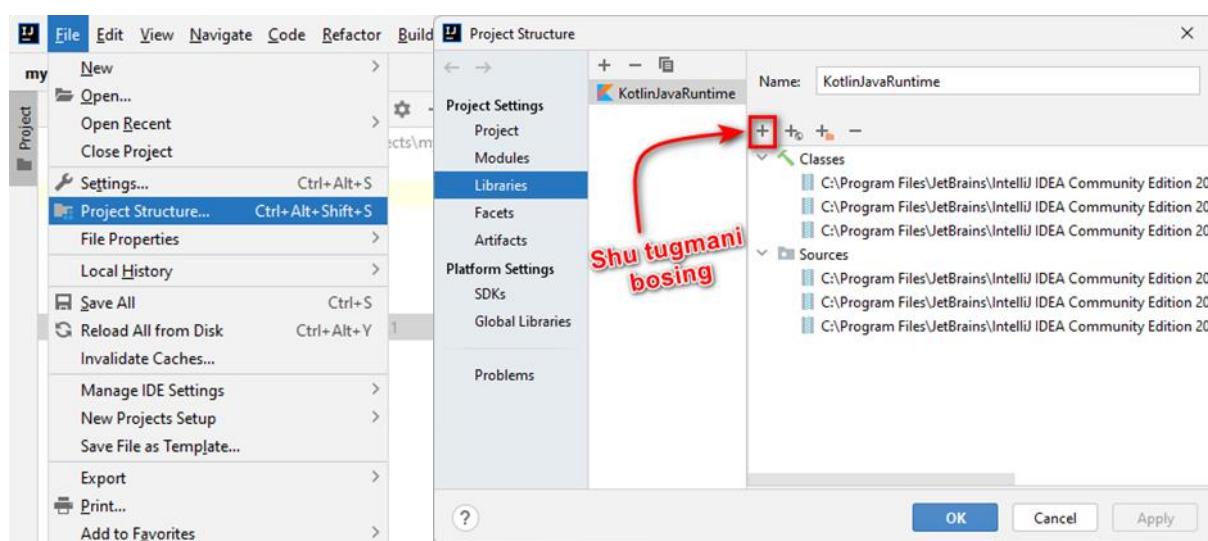 File Edit View Navigate Code Refactor Build
my
Project
New
Open...
Open Recent
Close Project
Settings... Ctrl+Alt+S
Project Structure... Ctrl+Alt+Shift+S
File Properties
Local History
Save All Ctrl+S
Reload All from Disk Ctrl+Alt+Y
Invalidate Caches...
Manage IDE Settings
New Projects Setup
Save File as Template...
Export
Print...
Add to Favorites
ects\m
1
Project Structure
Project Settings
Project
Modules
Libraries
Facets
Artifacts
Platform Settings
SDKs
Global Libraries
Problems
KotlinJavaRuntime
Name: KotlinJavaRuntime
Classes
C:\Program Files\JetBrains\IntelliJ IDEA Community Edition 20
C:\Program Files\JetBrains\IntelliJ IDEA Community Edition 20
C:\Program Files\JetBrains\IntelliJ IDEA Community Edition 20
Sources
C:\Program Files\JetBrains\IntelliJ IDEA Community Edition 20
C:\Program Files\JetBrains\IntelliJ IDEA Community Edition 20
C:\Program Files\JetBrains\IntelliJ IDEA Community Edition 20
Shu tugmani
bosing
? OK Cancel Apply